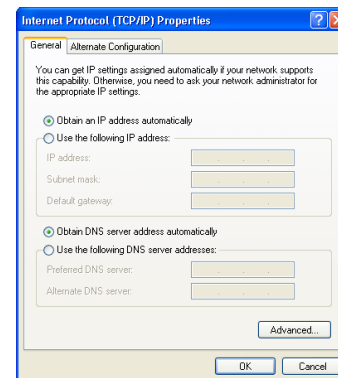 Internet Protocol (TCP/IP) Properties
General Alternate Configuration
You can get IP settings assigned automatically if your network supports
this capability. Otherwise, you need to ask your network administrator for
the appropriate IP settings.
Obtain an IP address automatically
Use the following IP address:
IP address:
Subnet mask:
Default gateway:
Obtain DNS server address automatically
Use the following DNS server addresses:
Preferred DNS server:
Alternate DNS server:
Advanced...
OK Cancel